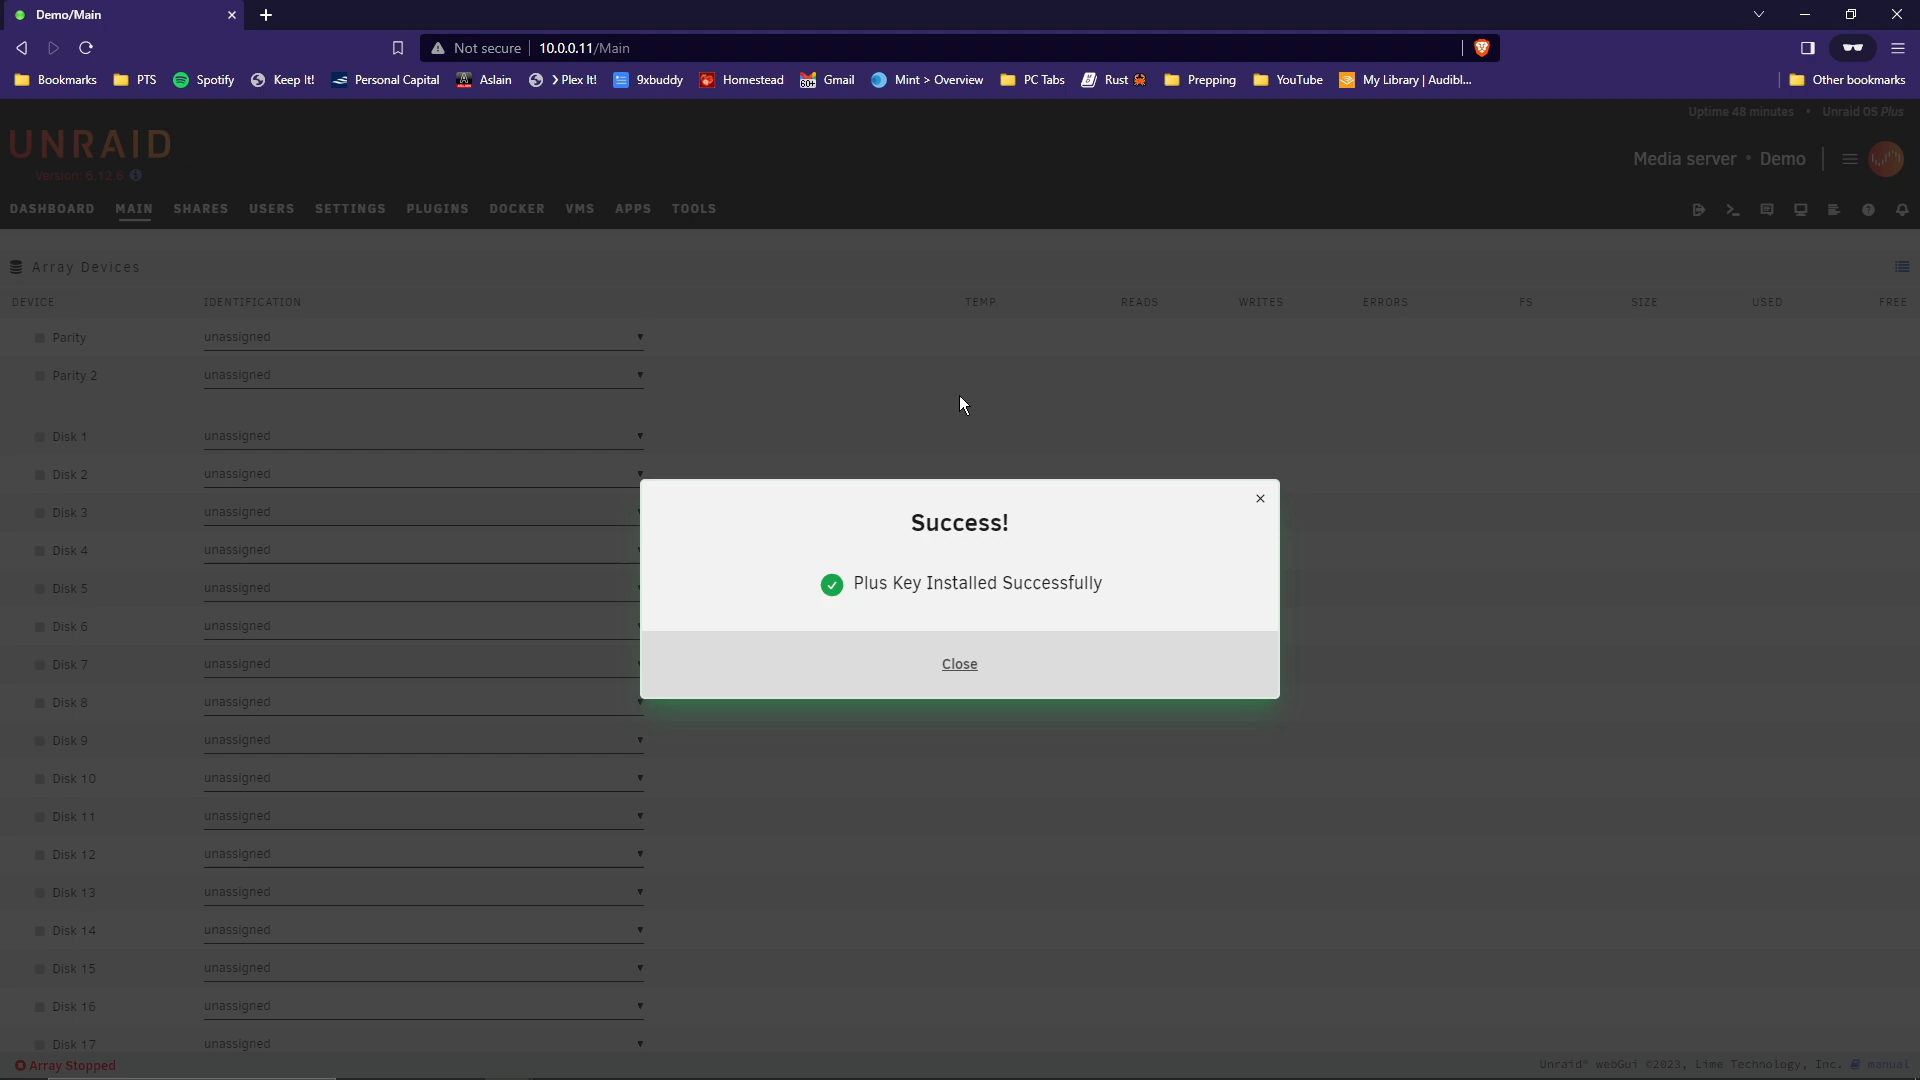 Demo/Main
Not secure 10.0.0.11/Main
Bookmarks PTS Spotify Keep It! Personal Capital Aslain > Plex It! 9xbuddy Homestead Gmail Mint > Overview PC Tabs Rust Prepping YouTube My Library | Audibl... Other bookmarks
Uptime 48 minutes • Unraid OS Plus
UNRAID
Version: 6.12.6
Media server • Demo
DASHBOARD MAIN SHARES USERS SETTINGS PLUGINS DOCKER VMS APPS TOOLS
Array Devices
DEVICE IDENTIFICATION TEMP READS WRITES ERRORS FS SIZE USED FREE
Parity unassigned
Parity 2 unassigned
Disk 1 unassigned
Disk 2 unassigned
Disk 3 unassigned
Disk 4 unassigned
Disk 5 unassigned
Disk 6 unassigned
Disk 7 unassigned
Disk 8 unassigned
Disk 9 unassigned
Disk 10 unassigned
Disk 11 unassigned
Disk 12 unassigned
Disk 13 unassigned
Disk 14 unassigned
Disk 15 unassigned
Disk 16 unassigned
Disk 17 unassigned
Success!
Plus Key Installed Successfully
Close
Array Stopped
Unraid® webGui ©2023, Lime Technology, Inc. manual